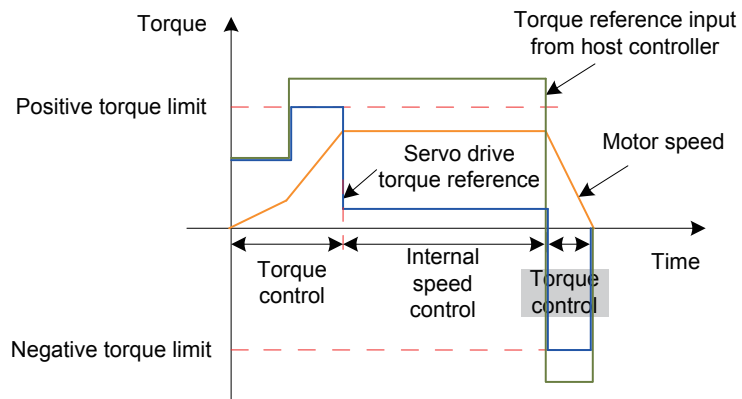 Torque
Torque reference input
from host controller
Positive torque limit
Motor speed
Servo drive
torque reference
Time
Torque
control
Internal
speed
control
Torque
control
Negative torque limit